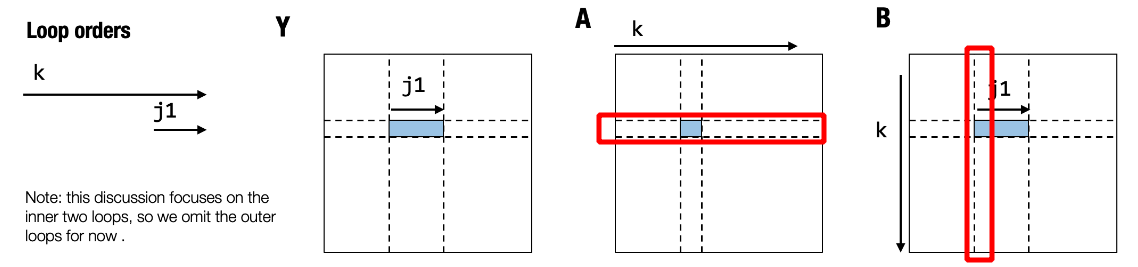 Loop orders
k
j1
Note: this discussion focuses on the
inner two loops, so we omit the outer
loops for now .
Y
j1
A
k
B
j1
k